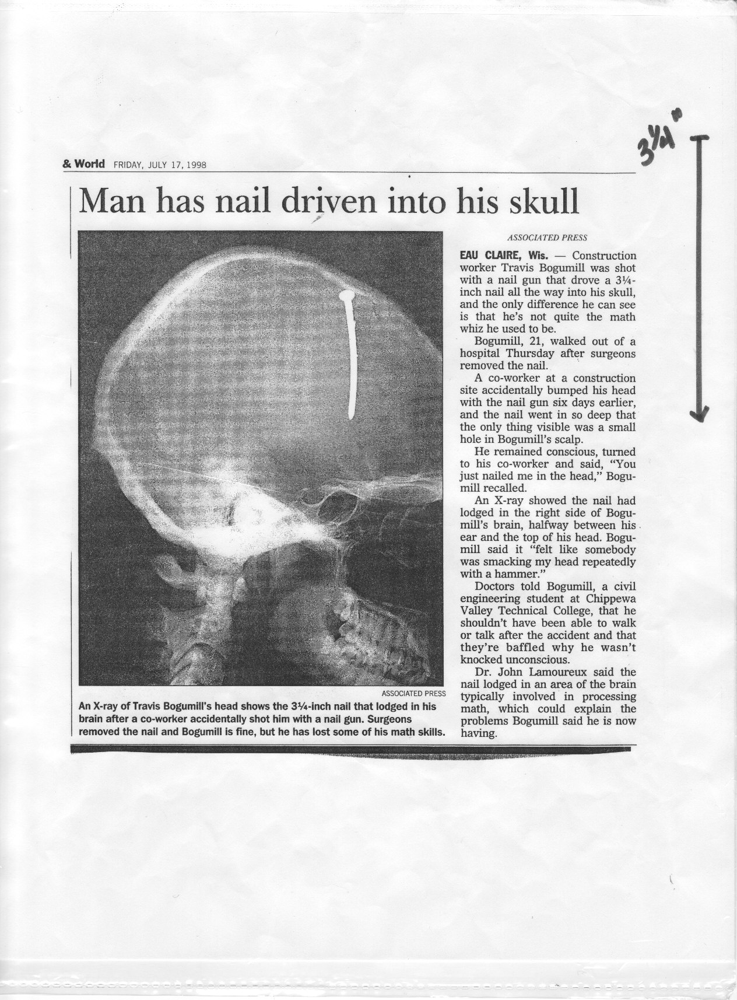 3 1/4"
& World FRIDAY, JULY 17, 1998
Man has nail driven into his skull
ASSOCIATED PRESS
EAU CLAIRE, Wis. — Construction
worker Travis Bogumill was shot
with a nail gun that drove a 3¼-
inch nail all the way into his skull,
and the only difference he can see
is that he's not quite the math
whiz he used to be.
Bogumill, 21, walked out of a
hospital Thursday after surgeons
removed the nail.
A co-worker at a construction
site accidentally bumped his head
with the nail gun six days earlier,
and the nail went in so deep that
the only thing visible was a small
hole in Bogumill's scalp.
He remained conscious, turned
to his co-worker and said, “You
just nailed me in the head,” Bogu-
mill recalled.
An X-ray showed the nail had
lodged in the right side of Bogu-
mill's brain, halfway between his
ear and the top of his head. Bogu-
mill said it “felt like somebody
was smacking my head repeatedly
with a hammer.”
Doctors told Bogumill, a civil
engineering student at Chippewa
Valley Technical College, that he
shouldn't have been able to walk
or talk after the accident and that
they're baffled why he wasn't
knocked unconscious.
Dr. John Lamoureux said the
nail lodged in an area of the brain
typically involved in processing
math, which could explain the
problems Bogumill said he is now
having.
ASSOCIATED PRESS
An X-ray of Travis Bogumill's head shows the 3¼-inch nail that lodged in his
brain after a co-worker accidentally shot him with a nail gun. Surgeons
removed the nail and Bogumill is fine, but he has lost some of his math skills.